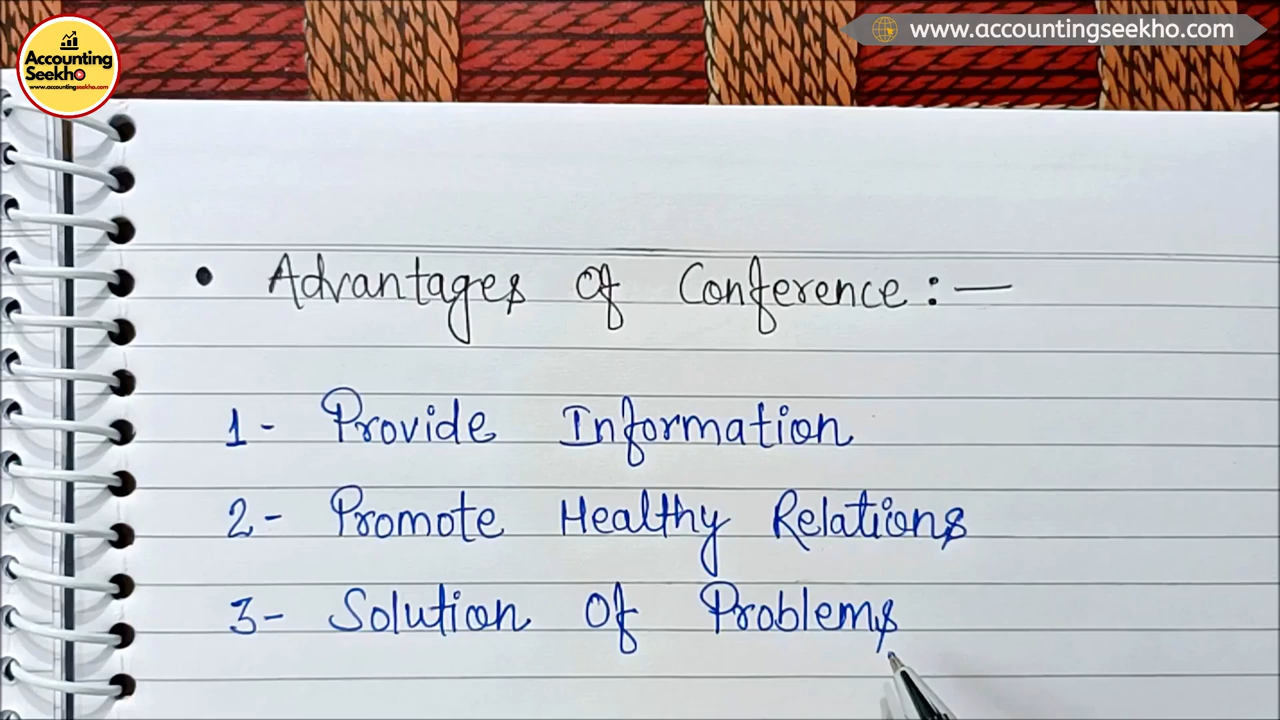 Accounting
Seekho
www.accountingseekho.com
www.accountingseekho.com
• Advantages Of Conference : —
1- Provide Information
2- Promote Healthy Relations
3- Solution Of Problems